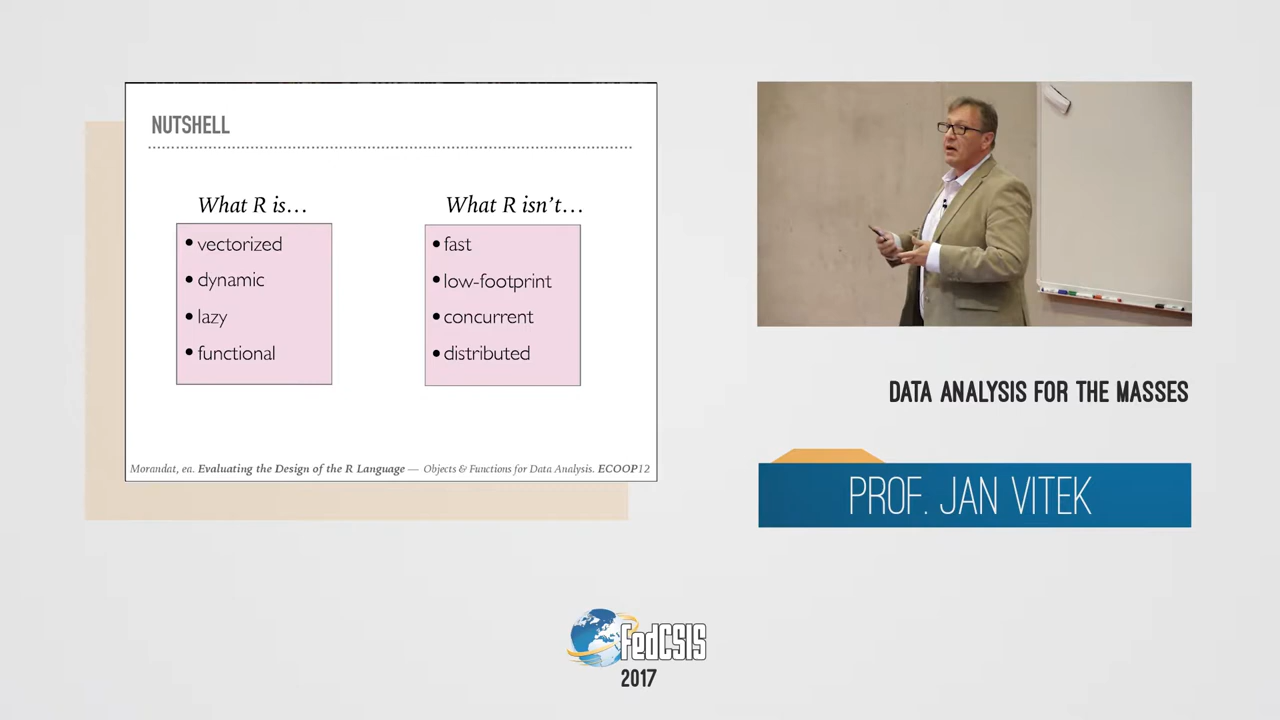 NUTSHELL
What R is…
• vectorized
• dynamic
• lazy
• functional
What R isn't…
• fast
• low-footprint
• concurrent
• distributed
Morandat, ea. Evaluating the Design of the R Language — Objects & Functions for Data Analysis. ECOOP12
DATA ANALYSIS FOR THE MASSES
PROF. JAN VITEK
FedCSIS
2017